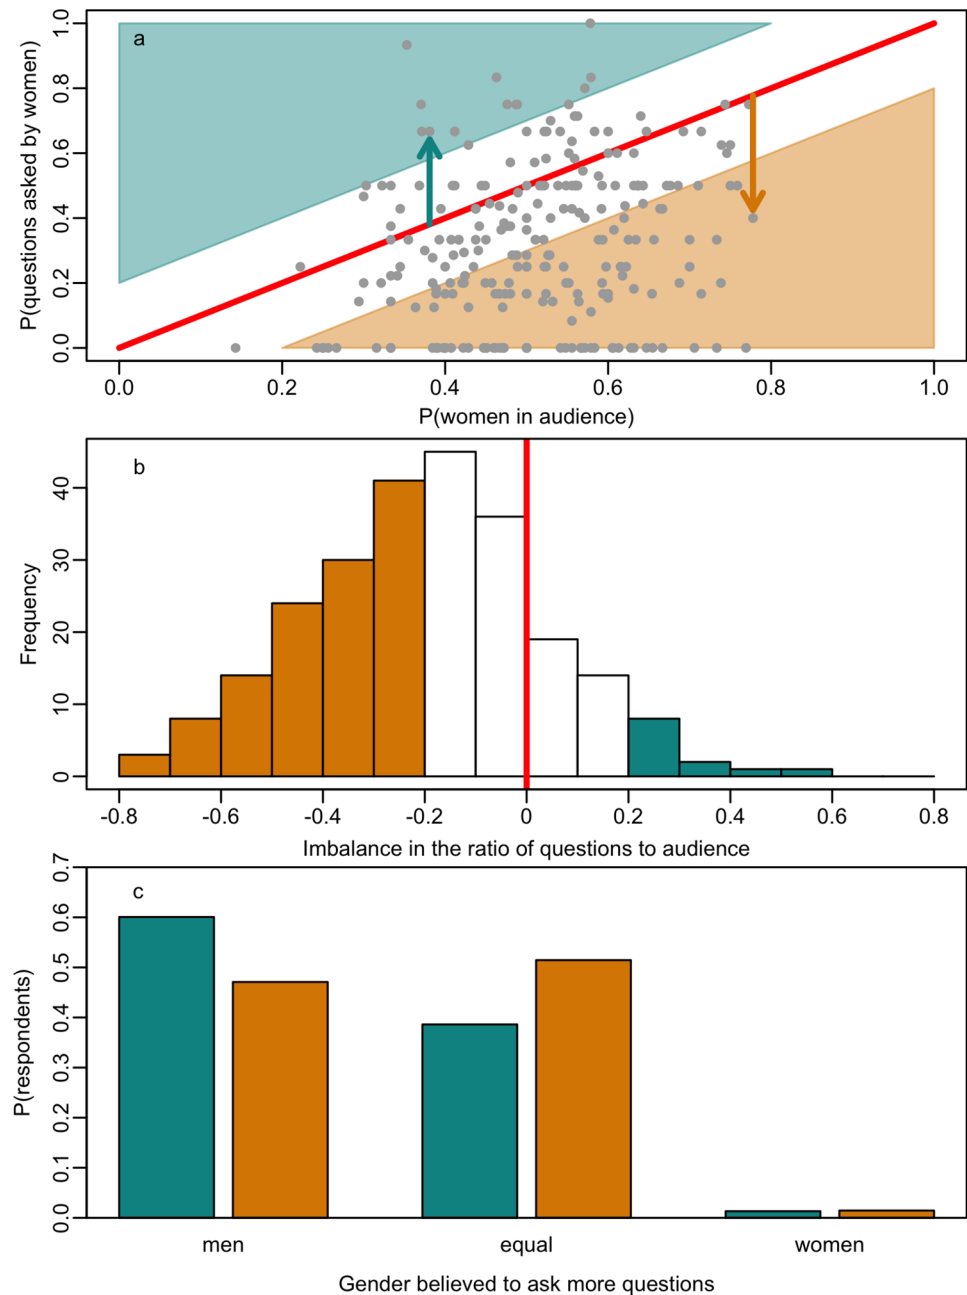 a
P(questions asked by women)
1.0
0.8
0.6
0.4
0.2
0.0
0.0 0.2 0.4 0.6 0.8 1.0
P(women in audience)
b
Frequency
40
30
20
10
0
-0.8 -0.6 -0.4 -0.2 0 0.2 0.4 0.6 0.8
Imbalance in the ratio of questions to audience
c
P(respondents)
0.7
0.6
0.5
0.4
0.3
0.2
0.1
0.0
men equal women
Gender believed to ask more questions